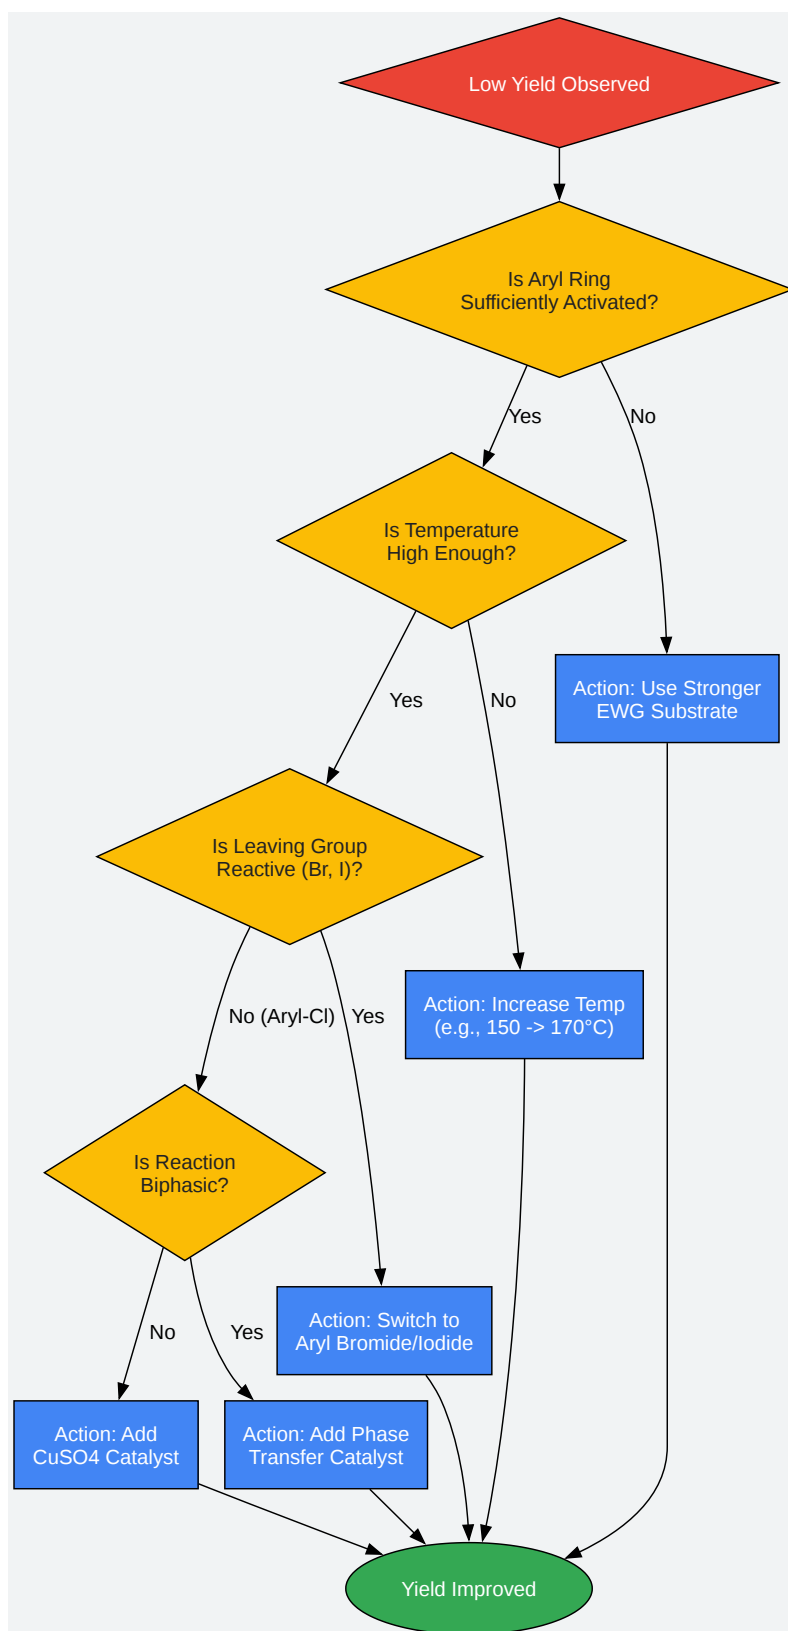 Low Yield Observed
Is Aryl Ring
Sufficiently Activated?
Yes
No
Is Temperature
High Enough?
Action: Use Stronger
EWG Substrate
Yes
No
Is Leaving Group
Reactive (Br, I)?
Action: Increase Temp
(e.g., 150 -> 170°C)
No (Aryl-Cl)
Yes
Is Reaction
Biphasic?
Action: Switch to
Aryl Bromide/Iodide
No
Yes
Action: Add
CuSO4 Catalyst
Action: Add Phase
Transfer Catalyst
Yield Improved